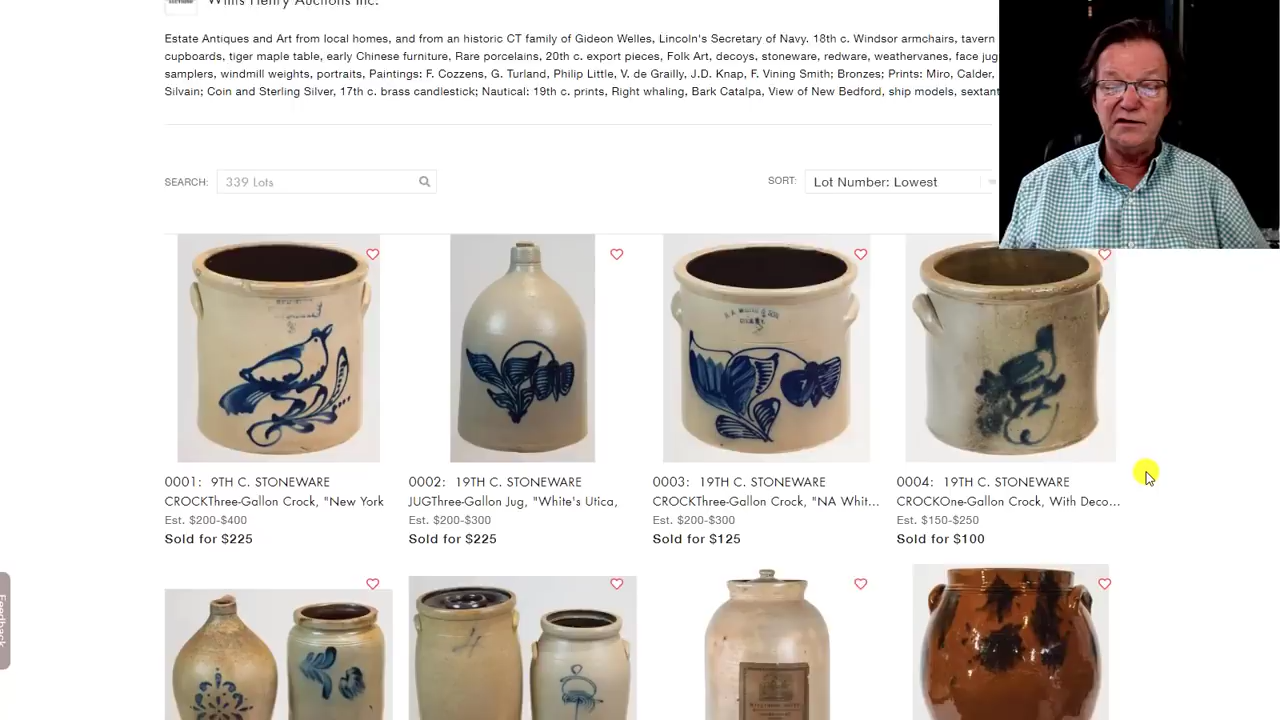 Willis Henry Auctions Inc.
Estate Antiques and Art from local homes, and from an historic CT family of Gideon Welles, Lincoln's Secretary of Navy. 18th c. Windsor armchairs, tavern
cupboards, tiger maple table, early Chinese furniture, Rare porcelains, 20th c. export pieces, Folk Art, decoys, stoneware, redware, weathervanes, face jug
samplers, windmill weights, portraits, Paintings: F. Cozzens, G. Turland, Philip Little, V. de Grailly, J.D. Knap, F. Vining Smith; Bronzes; Prints: Miro, Calder,
Silvain; Coin and Sterling Silver, 17th c. brass candlestick; Nautical: 19th c. prints, Right whaling, Bark Catalpa, View of New Bedford, ship models, sextant
SEARCH: 339 Lots
SORT: Lot Number: Lowest
0001: 9TH C. STONEWARE
CROCKThree-Gallon Crock, "New York
Est. $200-$400
Sold for $225
0002: 19TH C. STONEWARE
JUGThree-Gallon Jug, "White's Utica,
Est. $200-$300
Sold for $225
0003: 19TH C. STONEWARE
CROCKThree-Gallon Crock, "NA Whit...
Est. $200-$300
Sold for $125
0004: 19TH C. STONEWARE
CROCKOne-Gallon Crock, With Deco...
Est. $150-$250
Sold for $100
Feedback